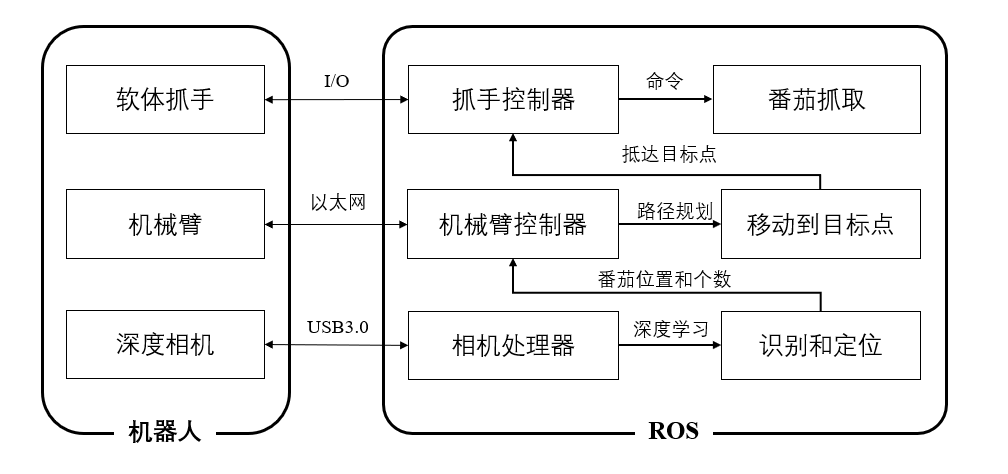 软体抓手
I/O
抓手控制器
命令
番茄抓取
抵达目标点
机械臂
以太网
机械臂控制器
路径规划
移动到目标点
番茄位置和个数
深度相机
USB3.0
相机处理器
深度学习
识别和定位
机器人
ROS